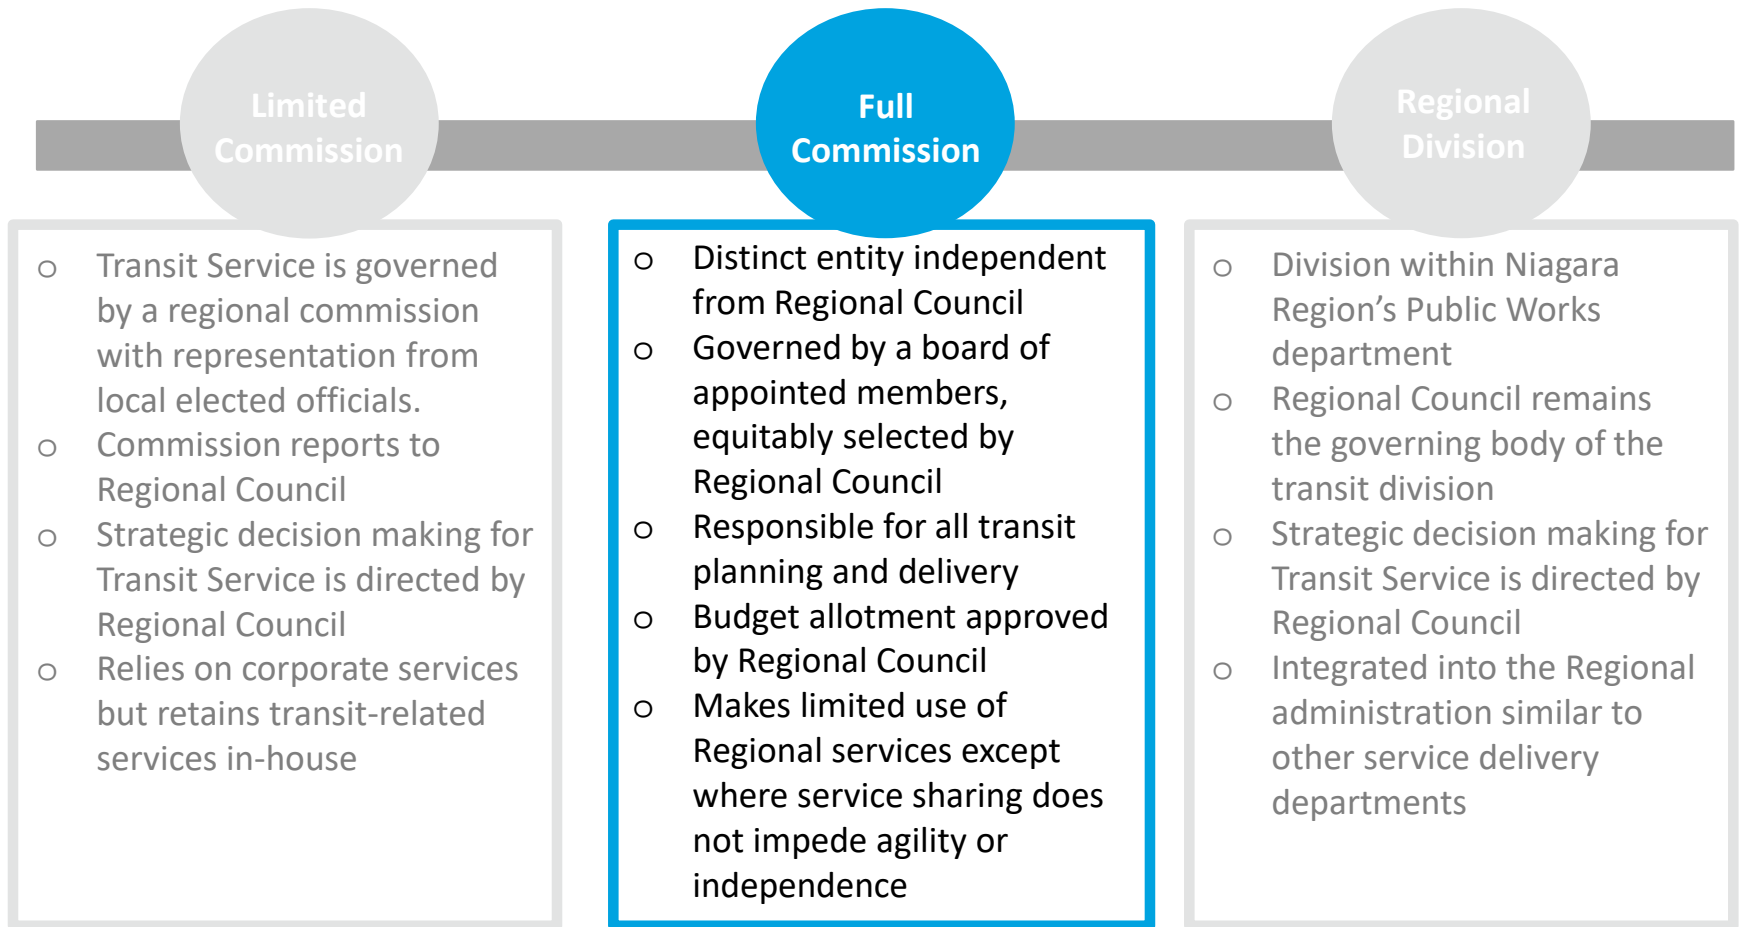 Limited
Commission
Full
Commission
Regional
Division
o Transit Service is governed
by a regional commission
with representation from
local elected officials.
o Commission reports to
Regional Council
o Strategic decision making for
Transit Service is directed by
Regional Council
o Relies on corporate services
but retains transit-related
services in-house
o Distinct entity independent
from Regional Council
o Governed by a board of
appointed members,
equitably selected by
Regional Council
o Responsible for all transit
planning and delivery
o Budget allotment approved
by Regional Council
o Makes limited use of
Regional services except
where service sharing does
not impede agility or
independence
o Division within Niagara
Region’s Public Works
department
o Regional Council remains
the governing body of the
transit division
o Strategic decision making for
Transit Service is directed by
Regional Council
o Integrated into the Regional
administration similar to
other service delivery
departments